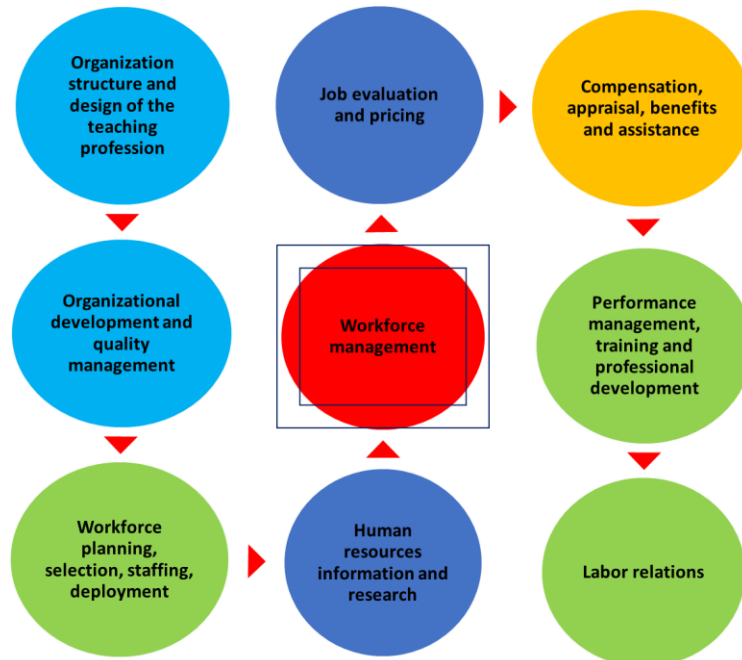 Organization
structure and
design of the
teaching
profession
Organizational
development and
quality
management
Workforce
planning,
selection, staffing,
deployment
Human
resources
information and
research
Workforce
management
Job evaluation
and pricing
Compensation,
appraisal, benefits
and assistance
Performance
management,
training and
professional
development
Labor relations